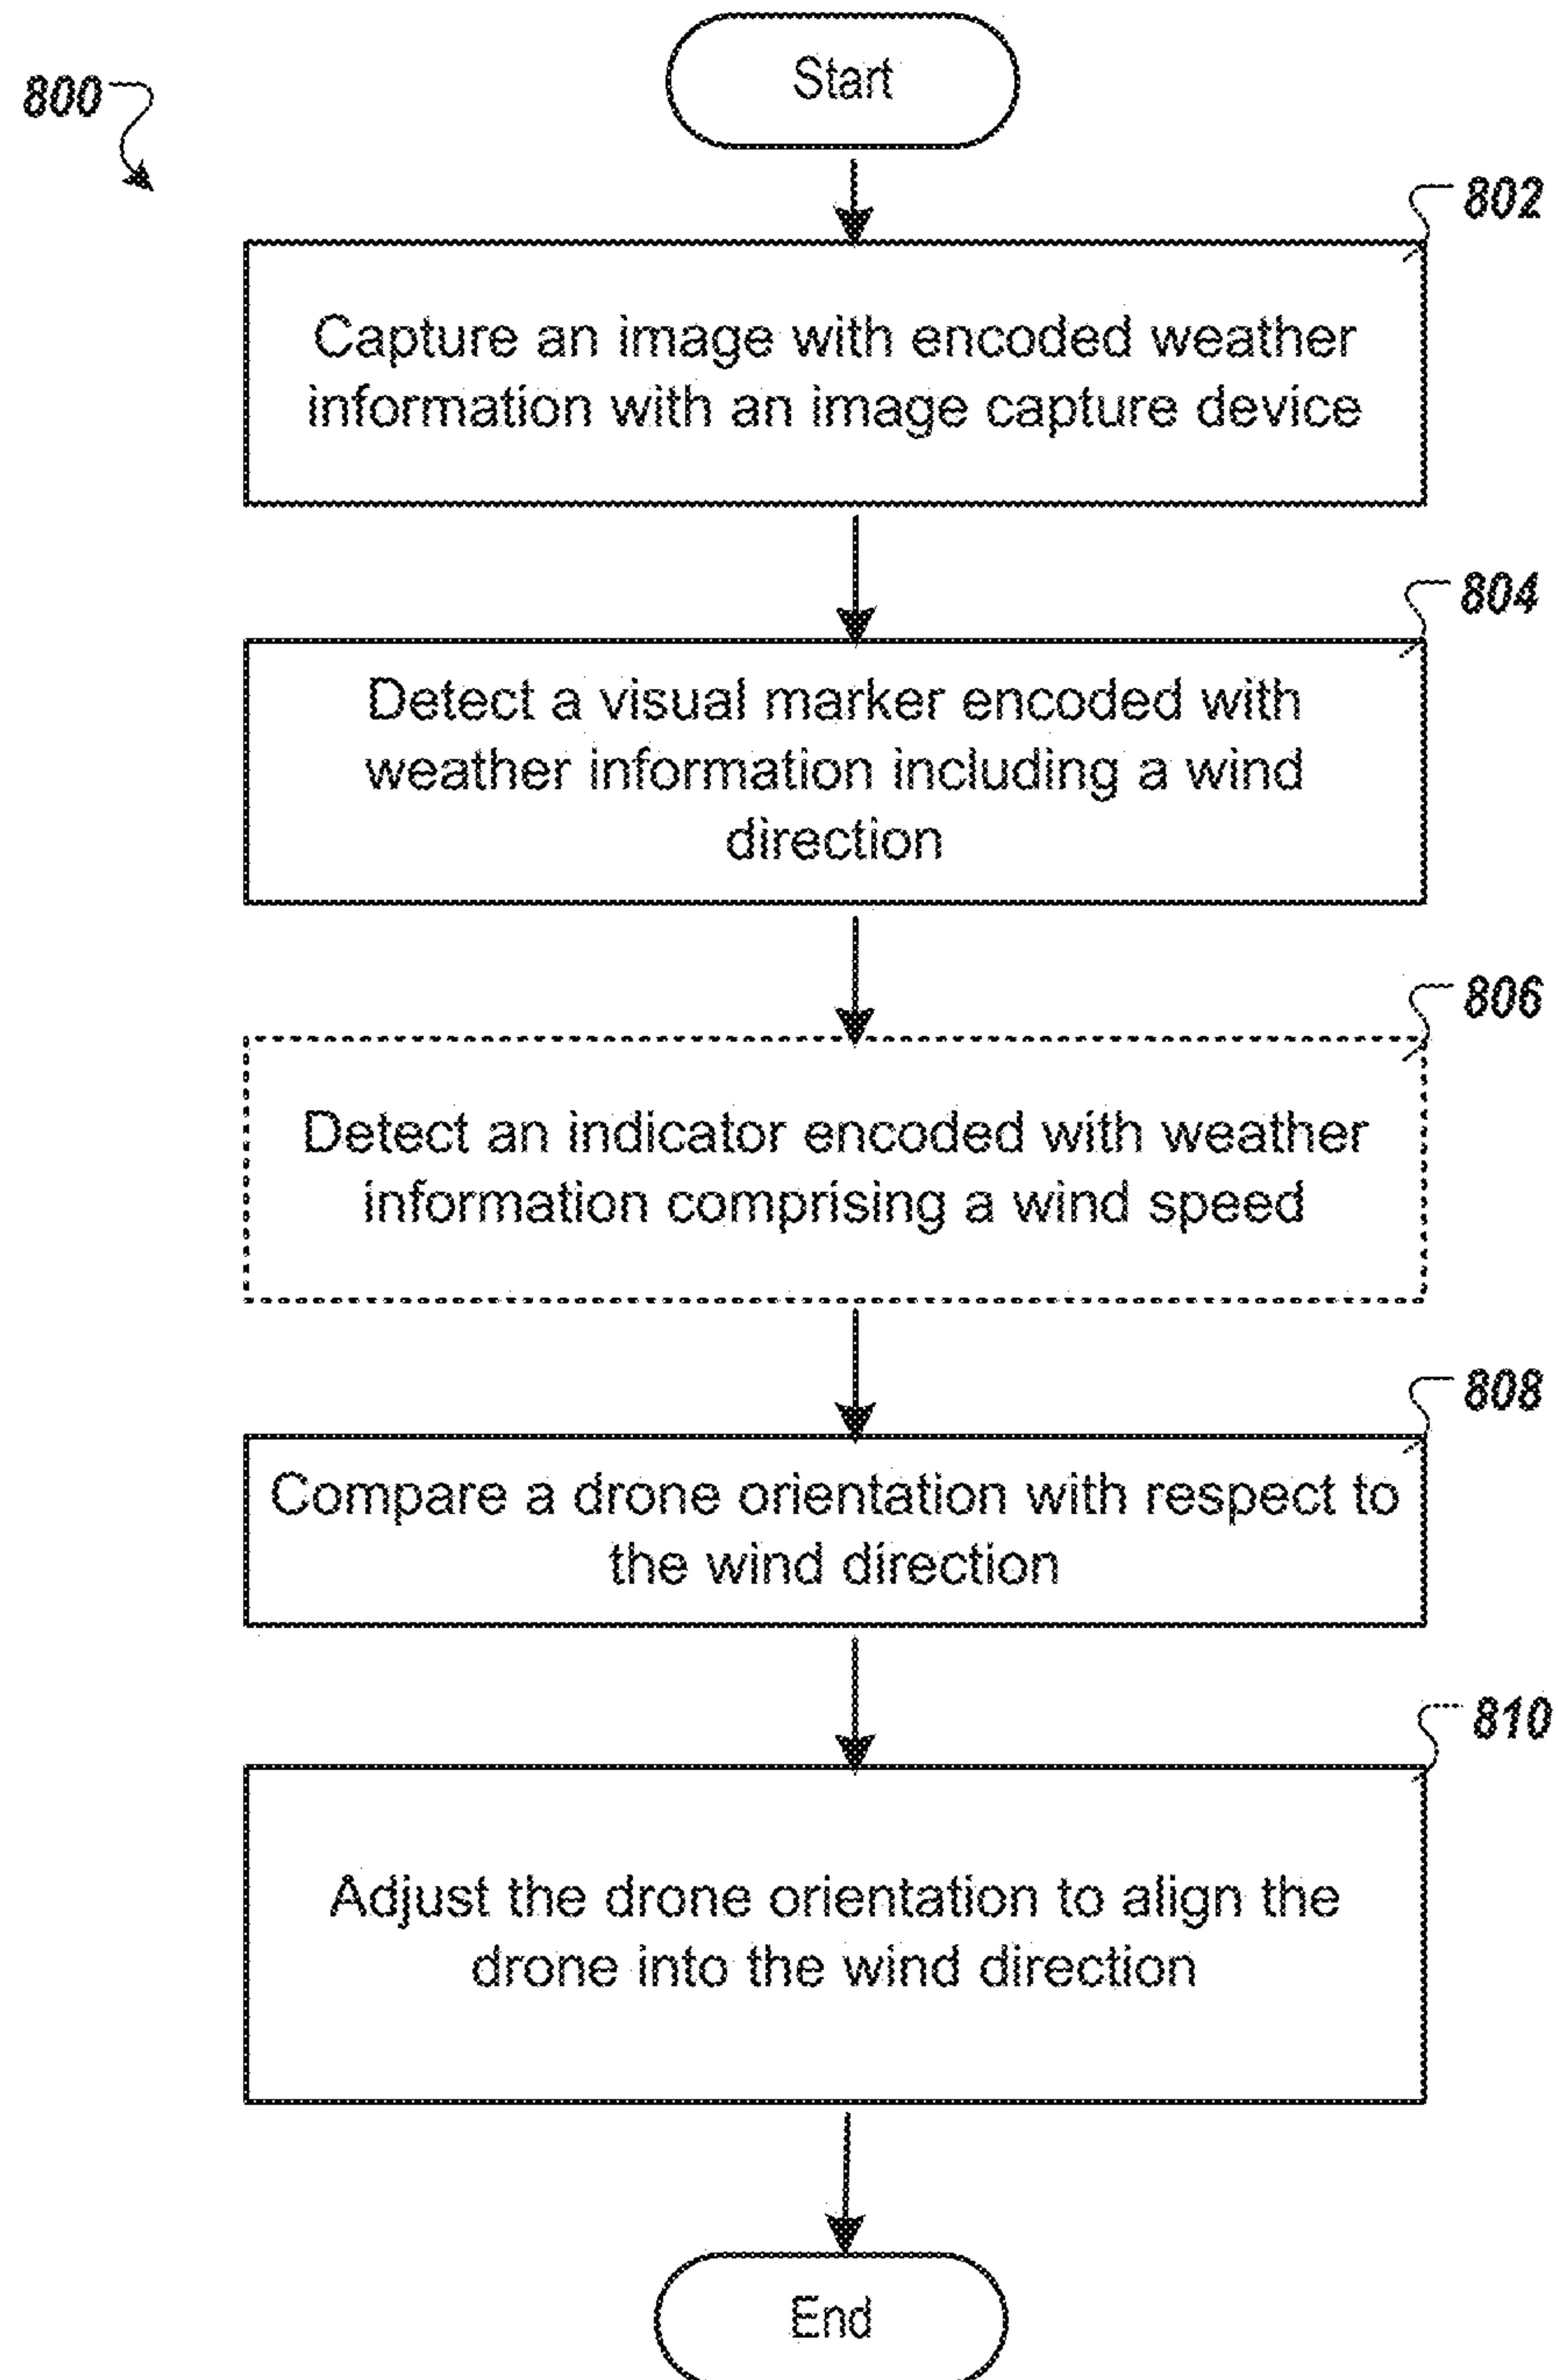 800
Start
802
Capture an image with encoded weather
information with an image capture device
804
Detect a visual marker encoded with
weather information including a wind
direction
806
Detect an indicator encoded with weather
information comprising a wind speed
808
Compare a drone orientation with respect to
the wind direction
810
Adjust the drone orientation to align the
drone into the wind direction
End